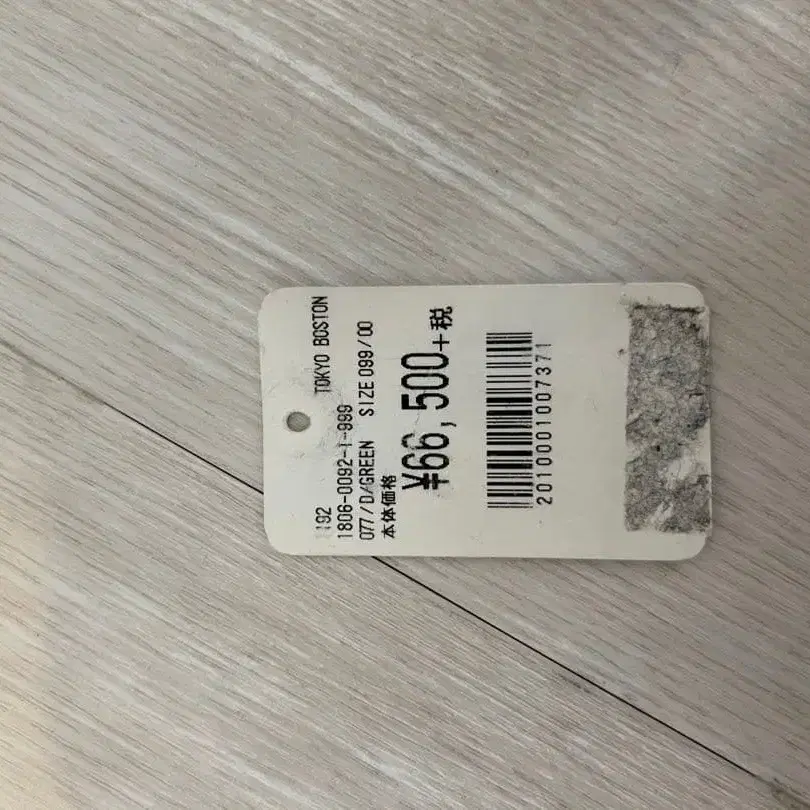 1192 TOKYO BOSTON
1806-0092-1-999
077/D/GREEN SIZE 099/00
本体価格
¥66,500+税
2010001007371